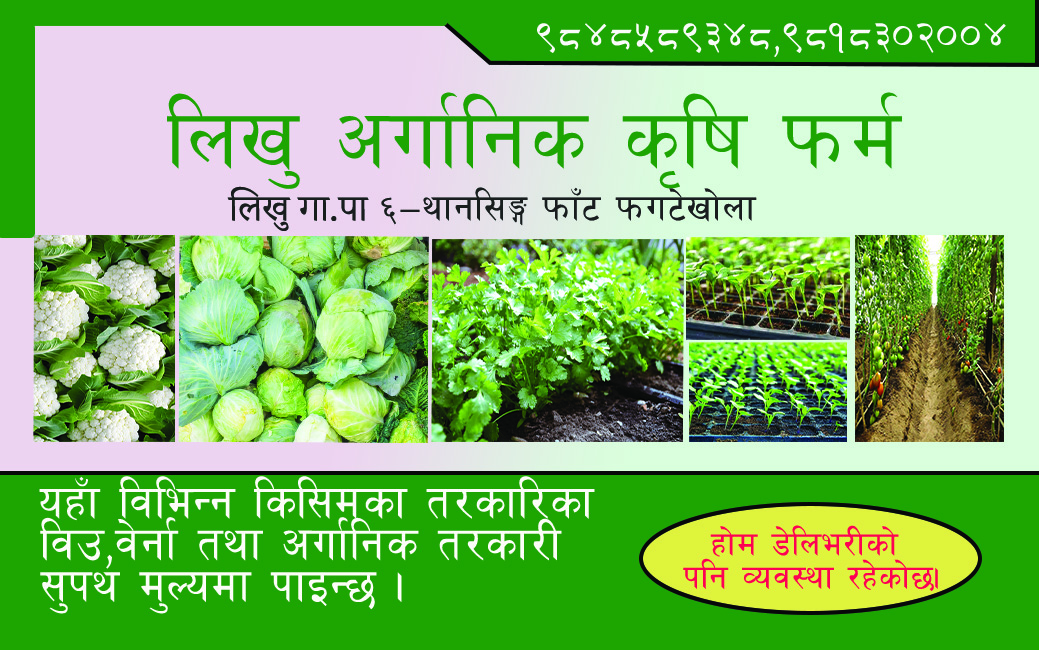 ९८४८५८९३४८,९८१८३०२००४
लिखु अर्गानिक कृषि फर्म
लिखु गा.पा ६–थानसिङ्ग फाँट फगटेखोला
यहाँ विभिन्न किसिमका तरकारिका
विउ,वेर्ना तथा अर्गानिक तरकारी
सुपथ मुल्यमा पाइन्छ ।
होम डेलिभरीको
पनि व्यवस्था रहेकोछ।